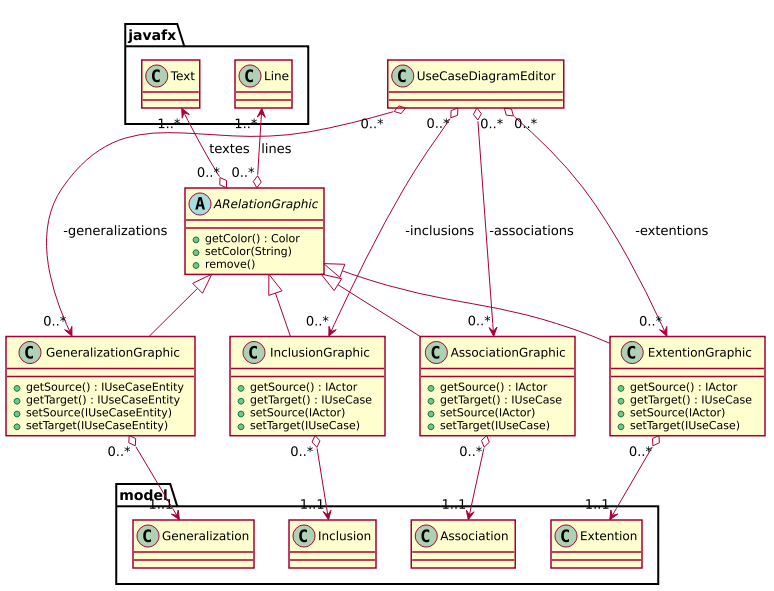 javafx
C Text
C Line
C UseCaseDiagramEditor
1..* 1..* 0..* 0..* 0..* 0..*
textes lines
0..* 0..*
A ARelationGraphic
getColor() : Color
setColor(String)
remove()
-generalizations -inclusions -associations -extentions
0..* 0..* 0..* 0..*
C GeneralizationGraphic
getSource() : IUseCaseEntity
getTarget() : IUseCaseEntity
setSource(IUseCaseEntity)
setTarget(IUseCaseEntity)
C InclusionGraphic
getSource() : IActor
getTarget() : IUseCase
setSource(IActor)
setTarget(IUseCase)
C AssociationGraphic
getSource() : IActor
getTarget() : IUseCase
setSource(IActor)
setTarget(IUseCase)
C ExtentionGraphic
getSource() : IActor
getTarget() : IUseCase
setSource(IActor)
setTarget(IUseCase)
0..* 0..* 0..* 0..*
model
1..1 1..1 1..1 1..1
C Generalization
C Inclusion
C Association
C Extention